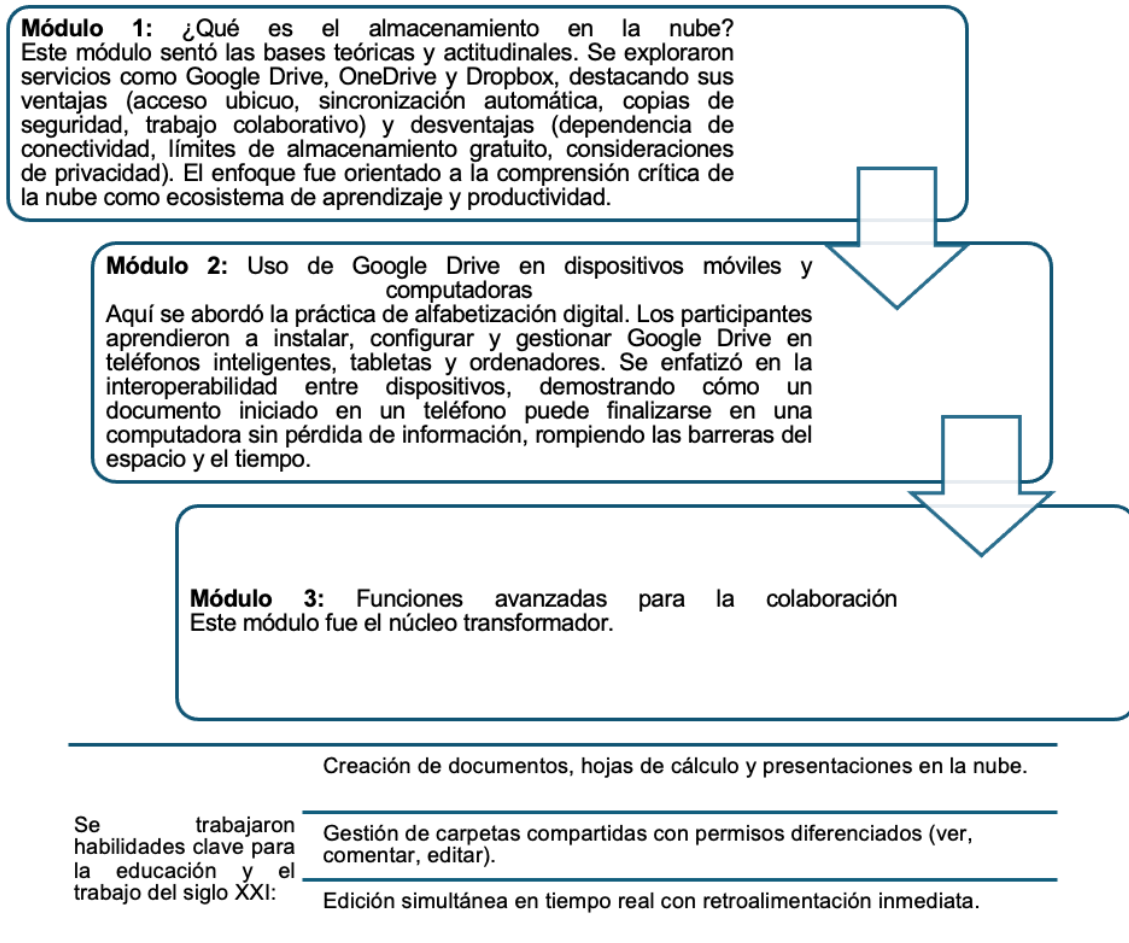 Módulo 1: ¿Qué es el almacenamiento en la nube?
Este módulo sentó las bases teóricas y actitudinales. Se exploraron
servicios como Google Drive, OneDrive y Dropbox, destacando sus
ventajas (acceso ubicuo, sincronización automática, copias de
seguridad, trabajo colaborativo) y desventajas (dependencia de
conectividad, límites de almacenamiento gratuito, consideraciones
de privacidad). El enfoque fue orientado a la comprensión crítica de
la nube como ecosistema de aprendizaje y productividad.
Módulo 2: Uso de Google Drive en dispositivos móviles y
computadoras
Aquí se abordó la práctica de alfabetización digital. Los participantes
aprendieron a instalar, configurar y gestionar Google Drive en
teléfonos inteligentes, tabletas y ordenadores. Se enfatizó en la
interoperabilidad entre dispositivos, demostrando cómo un
documento iniciado en un teléfono puede finalizarse en una
computadora sin pérdida de información, rompiendo las barreras del
espacio y el tiempo.
Módulo 3: Funciones avanzadas para la colaboración
Este módulo fue el núcleo transformador.
Se trabajaron
habilidades clave para
la educación y el
trabajo del siglo XXI:
Creación de documentos, hojas de cálculo y presentaciones en la nube.
Gestión de carpetas compartidas con permisos diferenciados (ver,
comentar, editar).
Edición simultánea en tiempo real con retroalimentación inmediata.